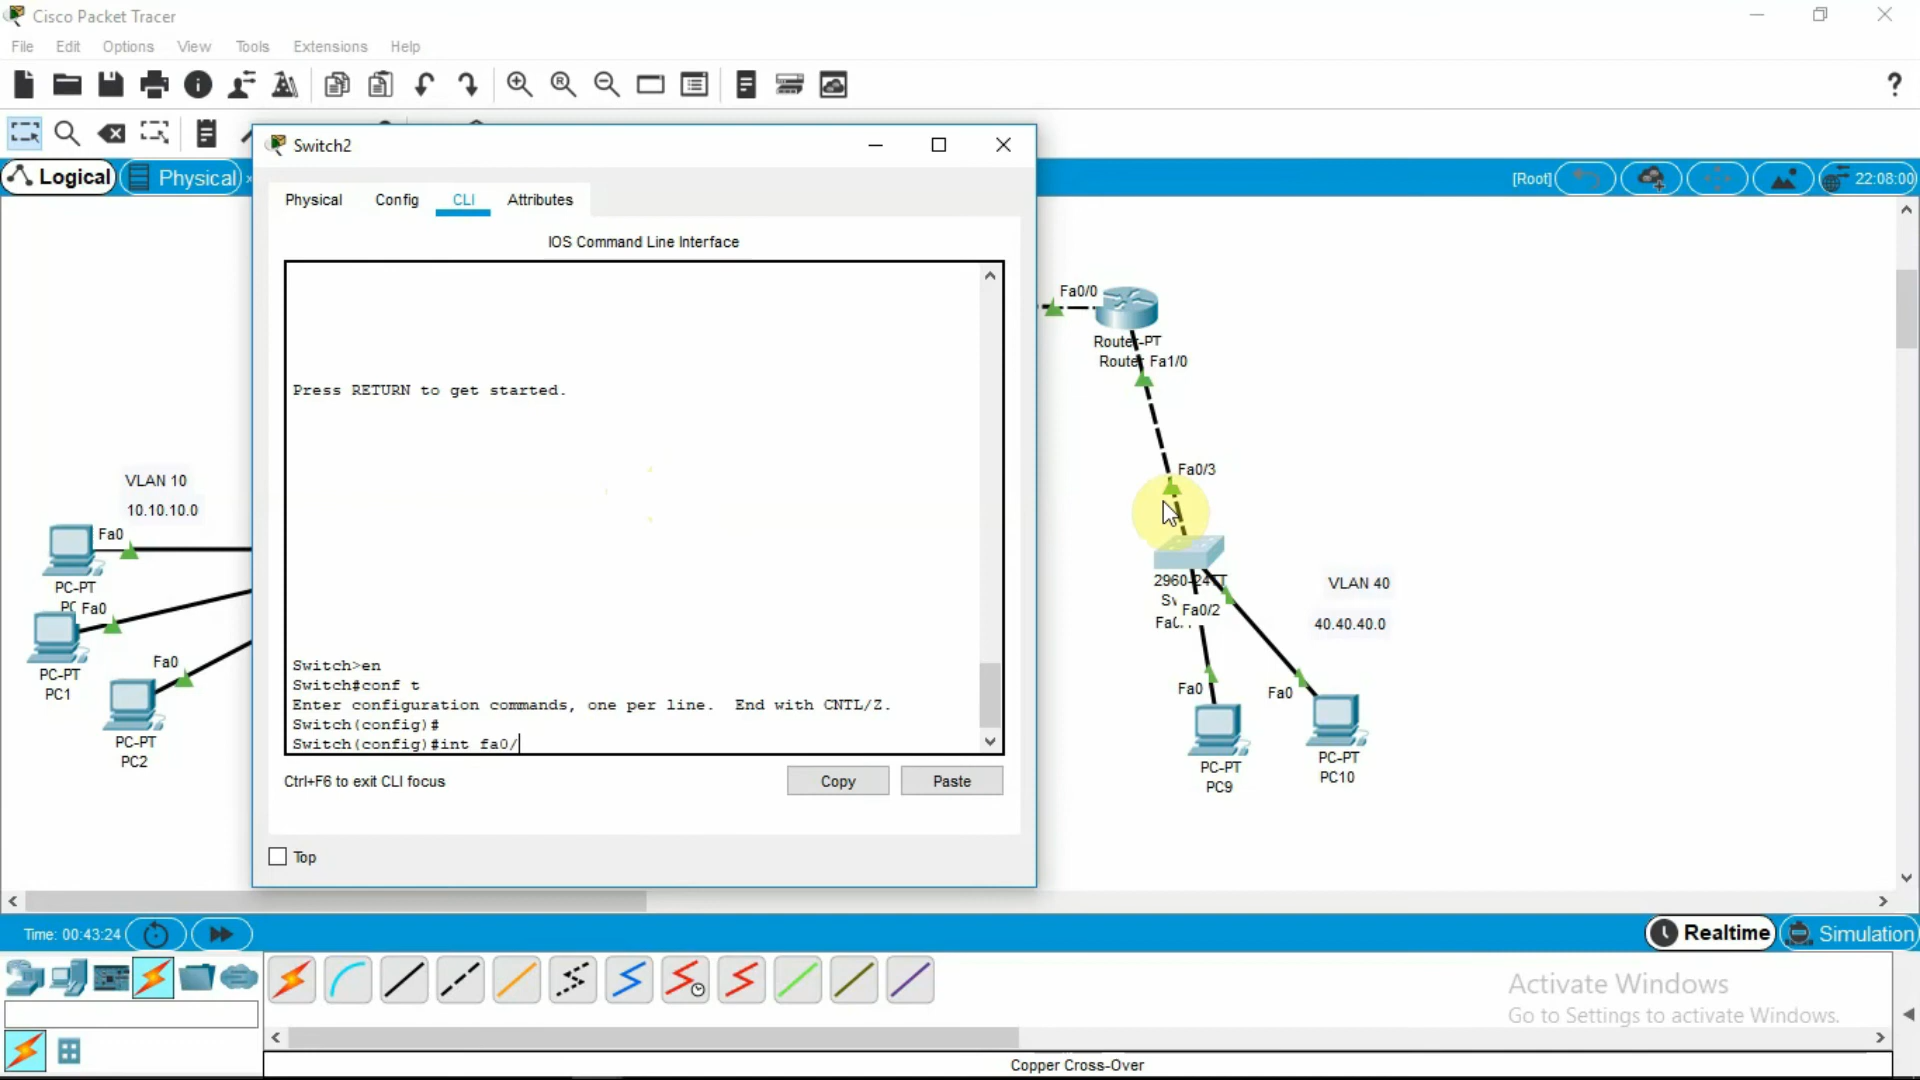 Cisco Packet Tracer
File Edit Options View Tools Extensions Help
?
Logical Physical [Root] 22:08:00
Switch2
Physical Config CLI Attributes
IOS Command Line Interface
Press RETURN to get started.
Switch>en
Switch#conf t
Enter configuration commands, one per line.  End with CNTL/Z.
Switch(config)#
Switch(config)#int fa0/
Ctrl+F6 to exit CLI focus
Copy Paste
Top
VLAN 10
10.10.10.0
Fa0
PC-PT
Fa0
PC-PT
PC1
Fa0
PC-PT
PC2
Fa0/0
Router-PT
Router Fa1/0
Fa0/3
2960-24TT
Fa0/2
VLAN 40
40.40.40.0
Fa0
PC-PT
PC9
Fa0
PC-PT
PC10
Time: 00:43:24
Realtime Simulation
Activate Windows
Go to Settings to activate Windows.
Copper Cross-Over